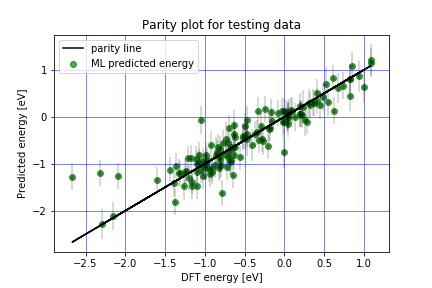 Parity plot for testing data
parity line
ML predicted energy
Predicted energy [eV]
1
0
−1
−2
−2.5 −2.0 −1.5 −1.0 −0.5 0.0 0.5 1.0
DFT energy [eV]